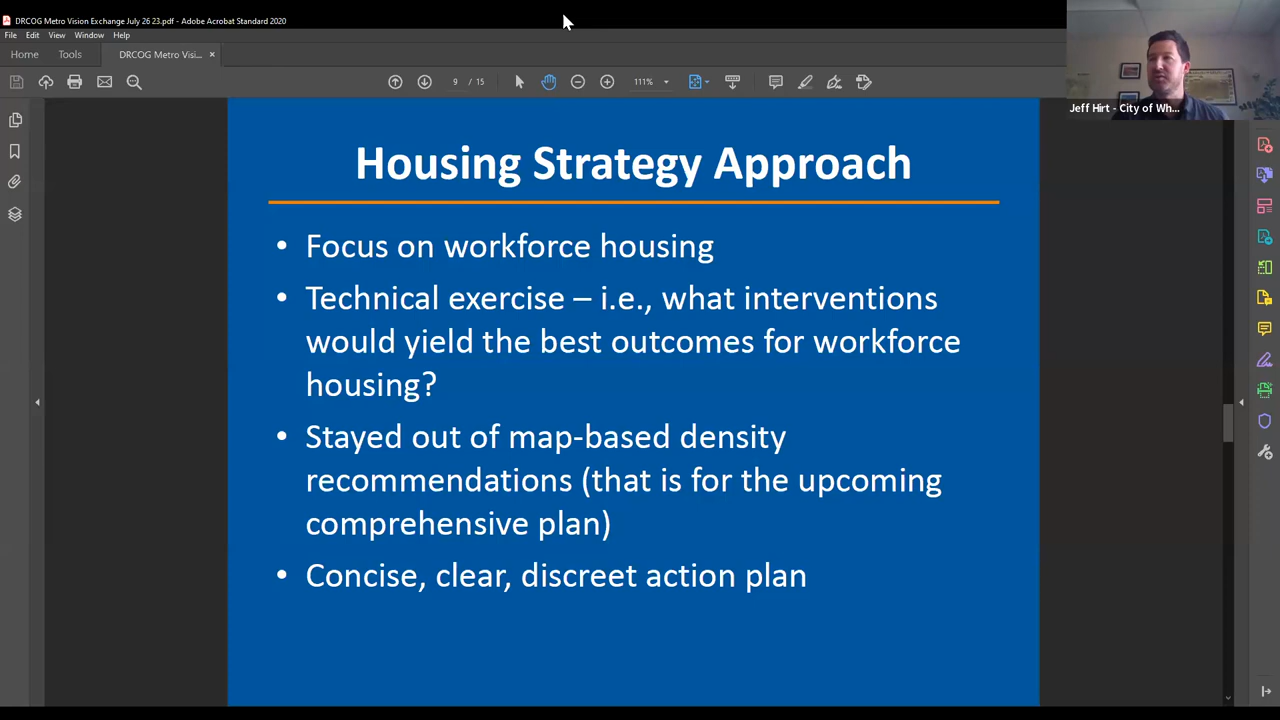 DRCOG Metro Vision Exchange July 26 23.pdf - Adobe Acrobat Standard 2020
File Edit View Window Help
Home Tools DRCOG Metro Visi... ×
9 / 15 111%
Jeff Hirt - City of Wh...
Housing Strategy Approach
• Focus on workforce housing
• Technical exercise – i.e., what interventions
would yield the best outcomes for workforce
housing?
• Stayed out of map-based density
recommendations (that is for the upcoming
comprehensive plan)
• Concise, clear, discreet action plan